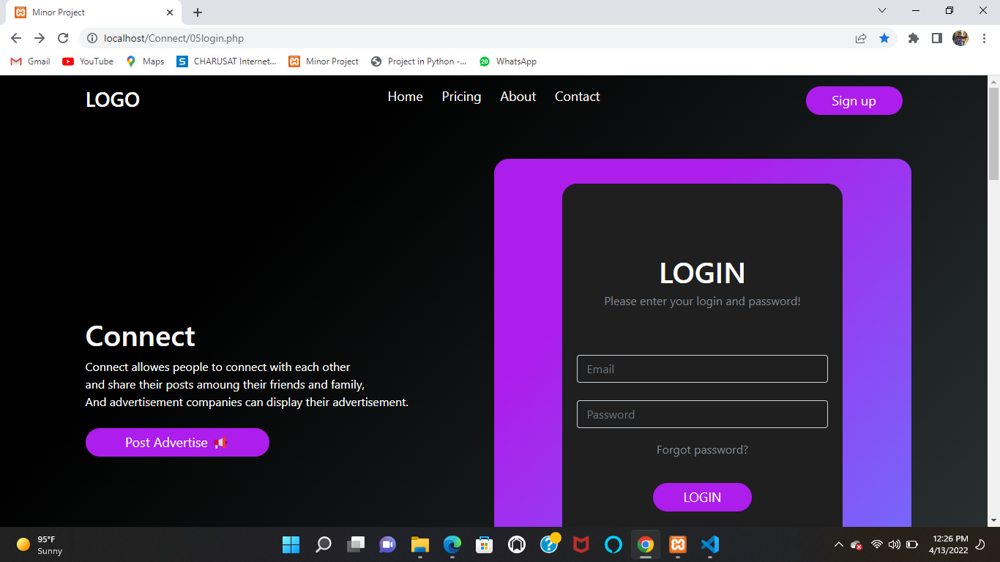 Minor Project
localhost/Connect/05login.php
Gmail YouTube Maps CHARUSAT Internet... Minor Project Project in Python -... 20 WhatsApp
LOGO Home Pricing About Contact Sign up
LOGIN
Please enter your login and password!
Connect
Connect allowes people to connect with each other
and share their posts amoung their friends and family,
And advertisement companies can display their advertisement.
Post Advertise
Email
Password
Forgot password?
LOGIN
95°F
Sunny
12:26 PM
4/13/2022